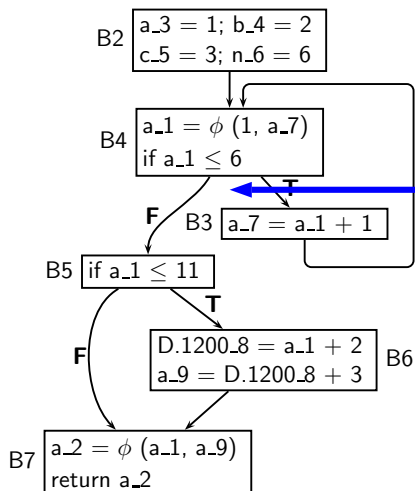 B2
a_3 = 1; b_4 = 2
c_5 = 3; n_6 = 6
B4
a_1 = ϕ (1, a_7)
if a_1 ≤ 6
T
F
B3
a_7 = a_1 + 1
B5
if a_1 ≤ 11
T
F
D.1200_8 = a_1 + 2
a_9 = D.1200_8 + 3
B6
B7
a_2 = ϕ (a_1, a_9)
return a_2